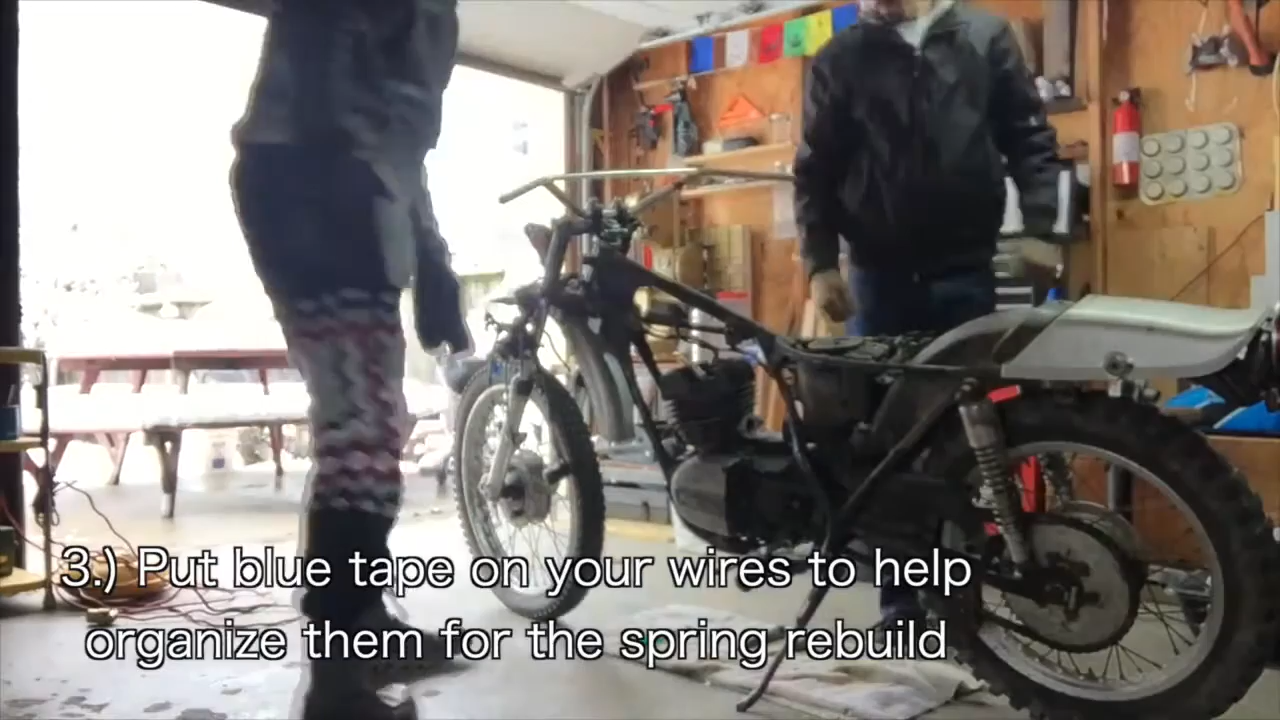 3.) Put blue tape on your wires to help
organize them for the spring rebuild